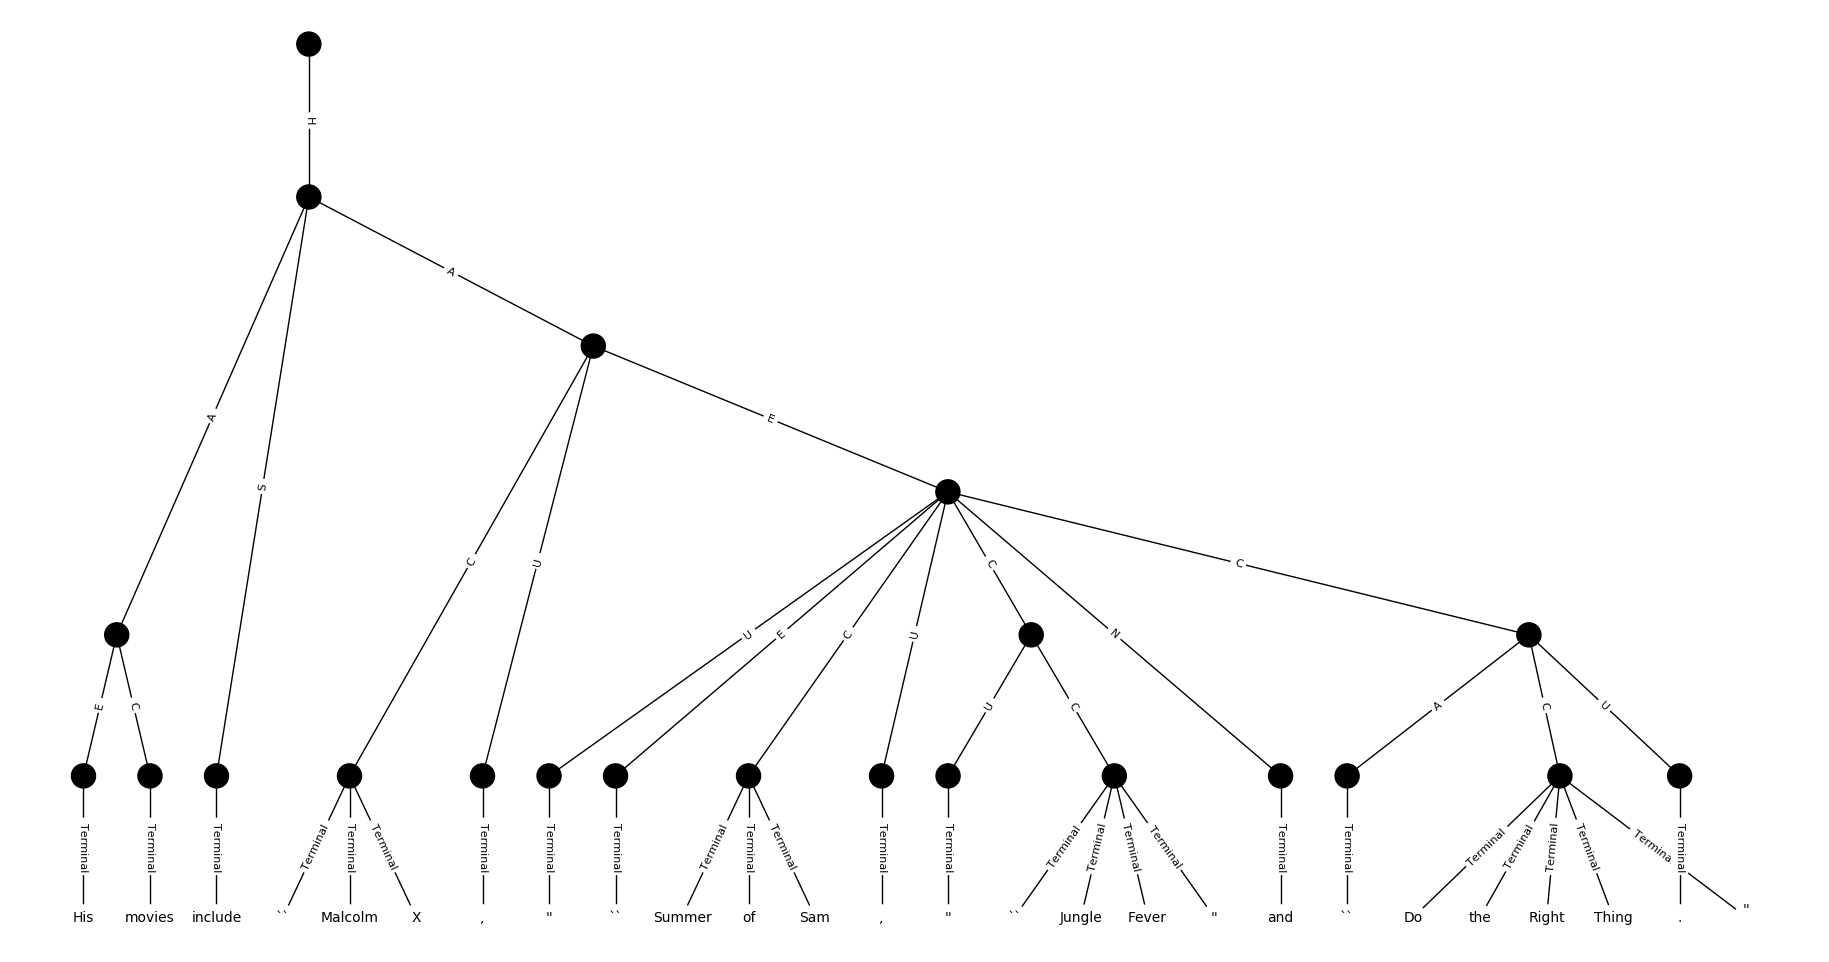 H
A
A
E
S
C
U
C
C
U
E
C
U
N
E
C
U
C
A
C
U
Terminal Terminal Terminal Terminal Terminal Terminal Terminal Terminal Terminal Terminal Terminal Terminal Terminal Terminal Terminal Terminal Terminal Terminal Terminal Terminal Terminal Terminal Terminal Terminal Termina Terminal
His movies include `` Malcolm X , " `` Summer of Sam , " `` Jungle Fever " and `` Do the Right Thing . "